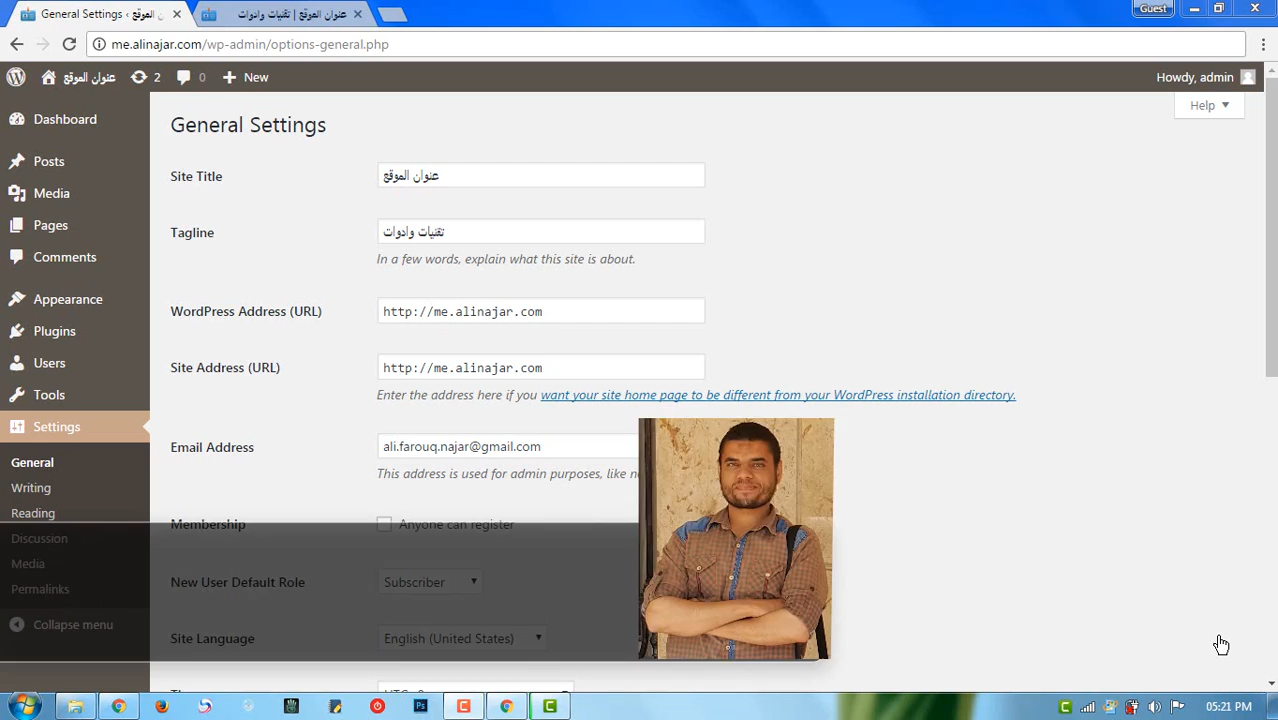 General Settings ‹ عنوان الموقع
عنوان الموقع | تقنيات وادوات
Guest
me.alinajar.com/wp-admin/options-general.php
عنوان الموقع
2
0
New
Howdy, admin
Help
Dashboard
Posts
Media
Pages
Comments
Appearance
Plugins
Users
Tools
Settings
General
Writing
Reading
Discussion
Media
Permalinks
Collapse menu
General Settings
Site Title
عنوان الموقع
Tagline
تقنيات وادوات
In a few words, explain what this site is about.
WordPress Address (URL)
http://me.alinajar.com
Site Address (URL)
http://me.alinajar.com
Enter the address here if you want your site home page to be different from your WordPress installation directory.
Email Address
ali.farouq.najar@gmail.com
This address is used for admin purposes, like
Membership
Anyone can register
New User Default Role
Subscriber
Site Language
English (United States)
05:21 PM